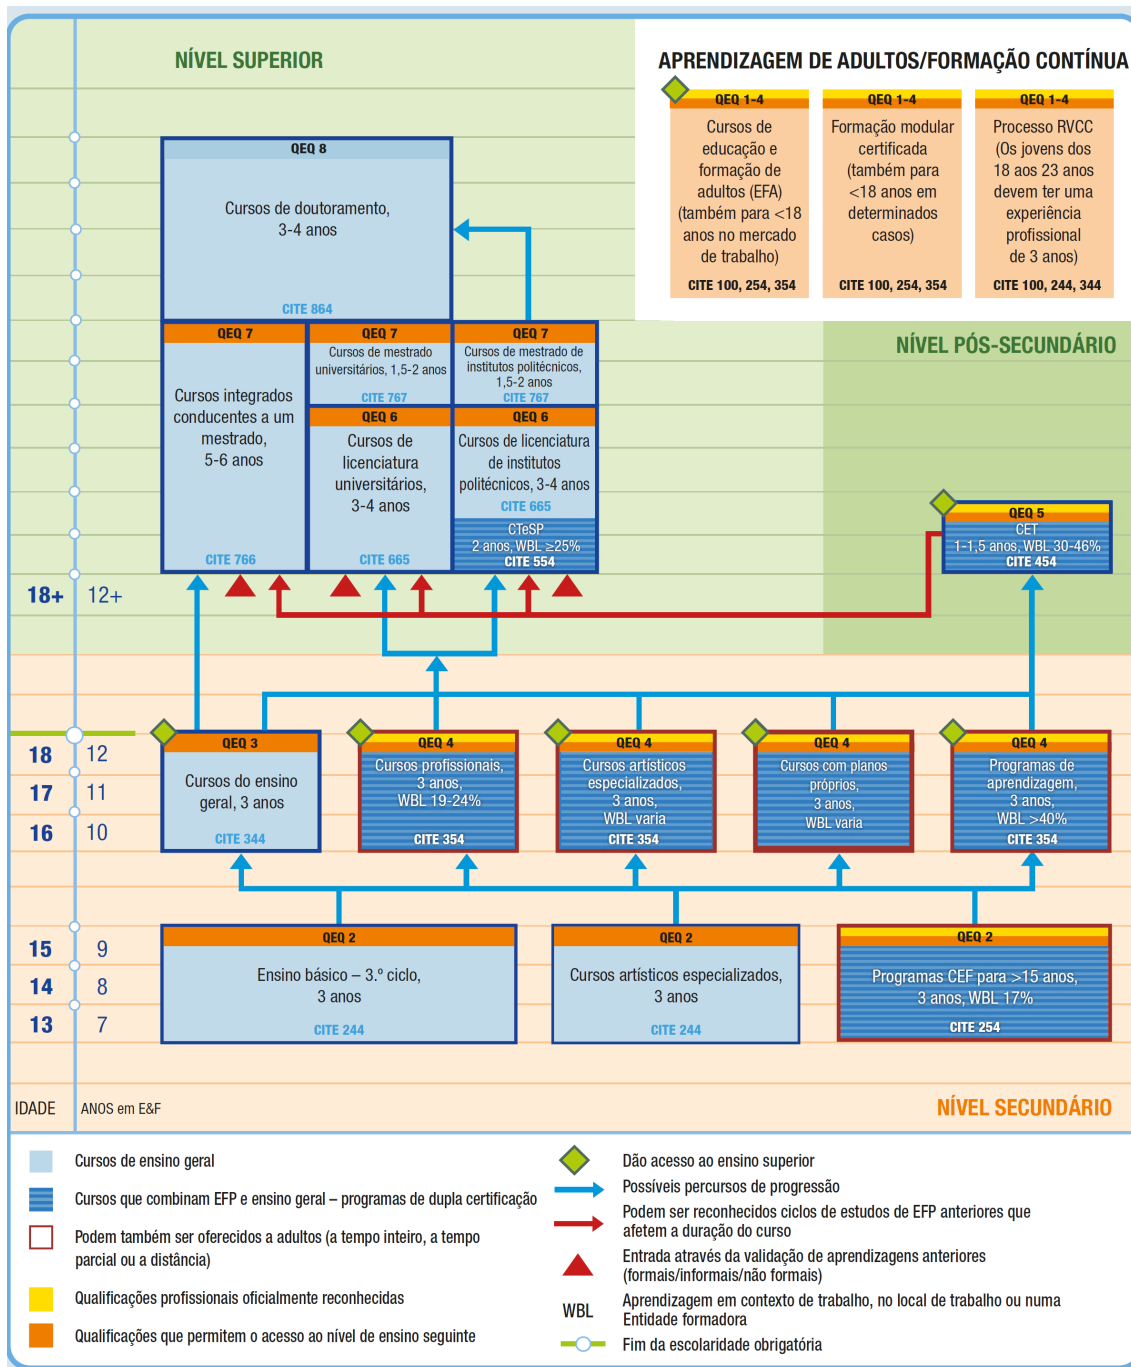 NÍVEL SUPERIOR
APRENDIZAGEM DE ADULTOS/FORMAÇÃO CONTÍNUA
QEQ 1-4
Cursos de
educação e
formação de
adultos (EFA)
(também para <18
anos no mercado
de trabalho)
CITE 100, 254, 354
QEQ 1-4
Formação modular
certificada
(também para
<18 anos em
determinados
casos)
CITE 100, 254, 354
QEQ 1-4
Processo RVCC
(Os jovens dos
18 aos 23 anos
devem ter uma
experiência
profissional
de 3 anos)
CITE 100, 244, 344
QEQ 8
Cursos de doutoramento,
3-4 anos
CITE 864
NÍVEL PÓS-SECUNDÁRIO
QEQ 7
Cursos integrados
conducentes a um
mestrado,
5-6 anos
CITE 766
QEQ 7
Cursos de mestrado
universitários, 1,5-2 anos
CITE 767
QEQ 7
Cursos de mestrado de
institutos politécnicos,
1,5-2 anos
CITE 767
QEQ 6
Cursos de
licenciatura
universitários,
3-4 anos
CITE 665
QEQ 6
Cursos de licenciatura
de institutos
politécnicos, 3-4 anos
CITE 665
CTeSP
2 anos, WBL ≥25%
CITE 554
QEQ 5
CET
1-1,5 anos, WBL 30-46%
CITE 454
18+ 12+
18 12
17 11
16 10
QEQ 3
Cursos do ensino
geral, 3 anos
CITE 344
QEQ 4
Cursos profissionais,
3 anos,
WBL 19-24%
CITE 354
QEQ 4
Cursos artísticos
especializados,
3 anos,
WBL varia
CITE 354
QEQ 4
Cursos com planos
próprios,
3 anos,
WBL varia
QEQ 4
Programas de
aprendizagem,
3 anos,
WBL >40%
CITE 354
15 9
14 8
13 7
QEQ 2
Ensino básico – 3.º ciclo,
3 anos
CITE 244
QEQ 2
Cursos artísticos especializados,
3 anos
CITE 244
QEQ 2
Programas CEF para >15 anos,
3 anos, WBL 17%
CITE 254
IDADE ANOS em E&F
NÍVEL SECUNDÁRIO
Cursos de ensino geral
Cursos que combinam EFP e ensino geral – programas de dupla certificação
Podem também ser oferecidos a adultos (a tempo inteiro, a tempo
parcial ou a distância)
Qualificações profissionais oficialmente reconhecidas
Qualificações que permitem o acesso ao nível de ensino seguinte
Dão acesso ao ensino superior
Possíveis percursos de progressão
Podem ser reconhecidos ciclos de estudos de EFP anteriores que
afetem a duração do curso
Entrada através da validação de aprendizagens anteriores
(formais/informais/não formais)
WBL Aprendizagem em contexto de trabalho, no local de trabalho ou numa
Entidade formadora
Fim da escolaridade obrigatória